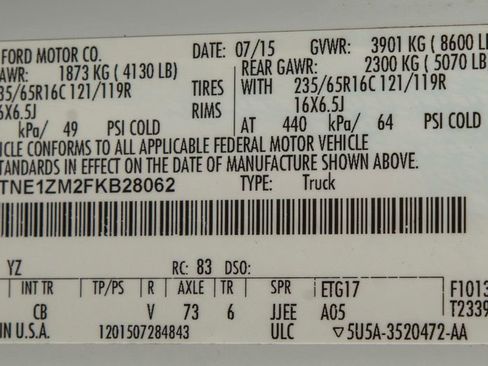 FORD MOTOR CO. DATE: 07/15 GVWR: 3901 KG ( 8600 L
AWR: 1873 KG ( 4130 LB) REAR GAWR: 2300 KG ( 5070 LB
35/65R16C 121/119R TIRES WITH 235/65R16C 121/119R
6X6.5J RIMS 16X6.5J
kPa/ 49 PSI COLD AT 440 kPa/ 64 PSI COLD
CLE CONFORMS TO ALL APPLICABLE FEDERAL MOTOR VEHICLE
STANDARDS IN EFFECT ON THE DATE OF MANUFACTURE SHOWN ABOVE.
TNE1ZM2FKB28062 TYPE: Truck
YZ RC: 83 DSO:
INT TR TP/PS R AXLE TR SPR ETG17 F1013
CB V 73 6 JJEE A05 T2339
IN U.S.A. 1201507284843 ULC ▽5U5A-3520472-AA